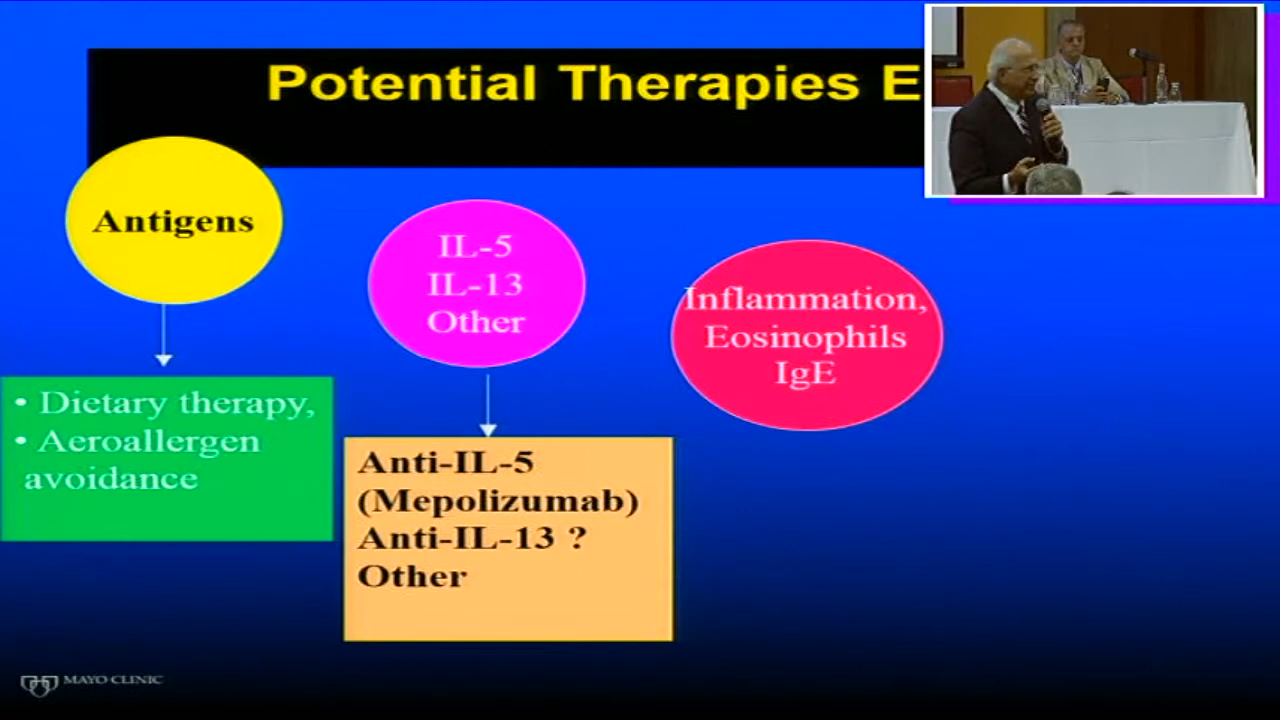 Potential Therapies E
Antigens
IL-5
IL-13
Other
Inflammation,
Eosinophils
IgE
• Dietary therapy,
• Aeroallergen
avoidance
Anti-IL-5
(Mepolizumab)
Anti-IL-13 ?
Other
MAYO CLINIC